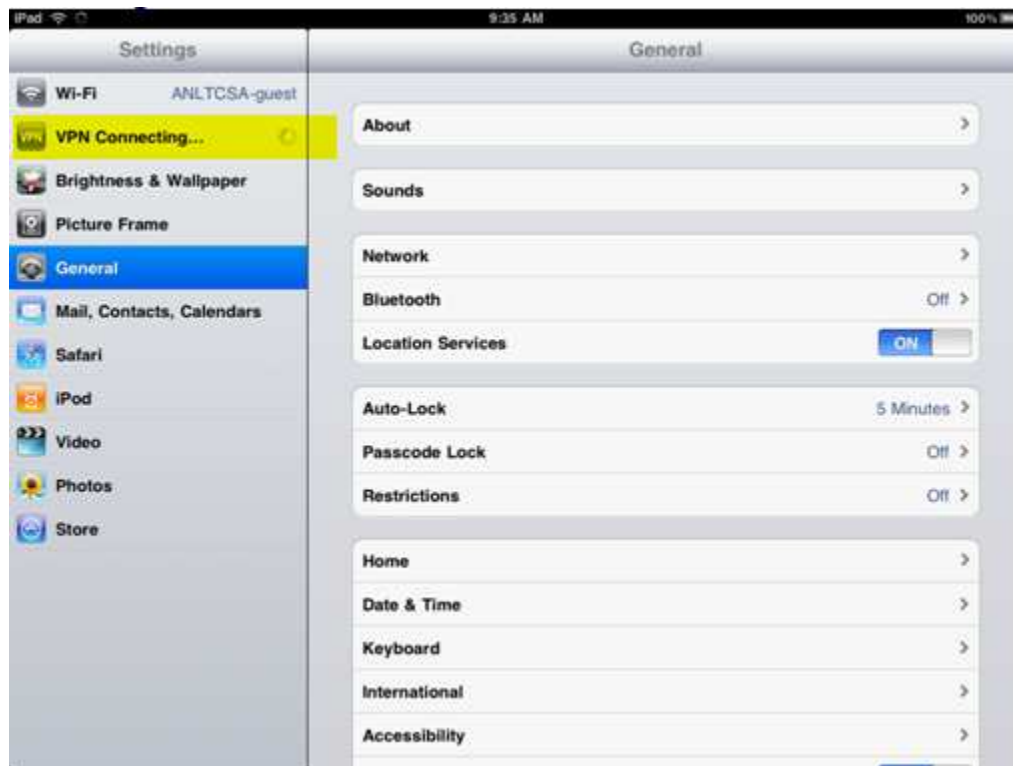 iPad 9:35 AM 100%
Settings
General
Wi-Fi ANLTCSA-guest
VPN Connecting...
Brightness & Wallpaper
Picture Frame
General
Mail, Contacts, Calendars
Safari
iPod
Video
Photos
Store
About
Sounds
Network
Bluetooth Off
Location Services ON
Auto-Lock 5 Minutes
Passcode Lock Off
Restrictions Off
Home
Date & Time
Keyboard
International
Accessibility